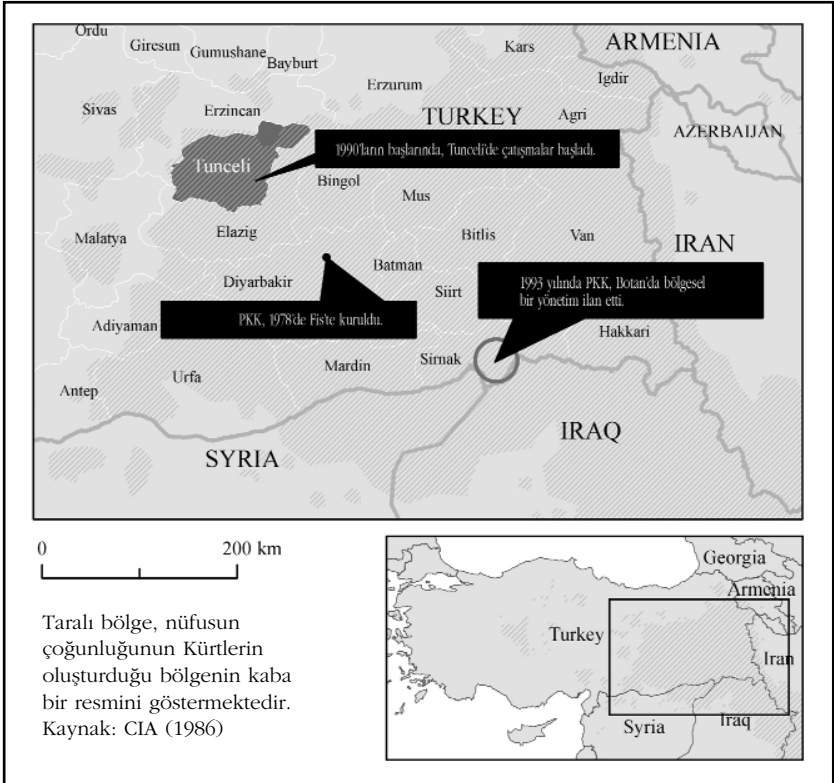 Ordu
Giresun
Gumushane
Bayburt
Kars
ARMENIA
Igdir
Erzurum
Sivas
Erzincan
TURKEY
Agri
AZERBAIJAN
Tunceli
1990'ların başlarında, Tunceli'de çatışmalar başladı.
Bingol
Mus
Malatya
Elazig
Bitlis
Van
IRAN
Batman
Diyarbakir
Siirt
1993 yılında PKK, Botan'da bölgesel
bir yönetim ilan etti.
PKK, 1978'de Fis'te kuruldu.
Adiyaman
Hakkari
Mardin
Sirnak
Urfa
Antep
IRAQ
SYRIA
0
200 km
Taralı bölge, nüfusun
çoğunluğunun Kürtlerin
oluşturduğu bölgenin kaba
bir resmini göstermektedir.
Kaynak: CIA (1986)
Georgia
Armenia
Turkey
Iran
Syria
Iraq